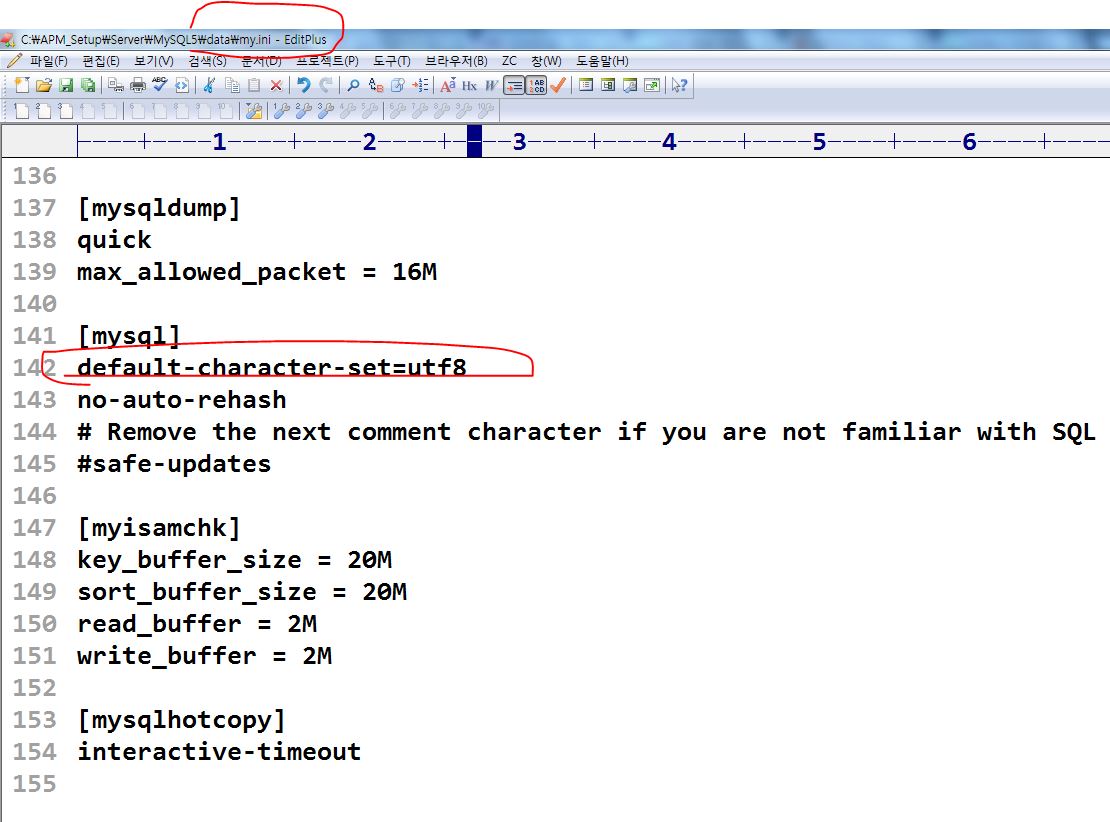 C:₩APM_Setup₩Server₩MySQL5₩data₩my.ini - EditPlus
파일(F) 편집(E) 보기(V) 검색(S) 문서(D) 프로젝트(P) 도구(T) 브라우저(B) ZC 창(W) 도움말(H)
1 2 3 4 5 6
136
137 [mysqldump]
138 quick
139 max_allowed_packet = 16M
140
141 [mysql]
142 default-character-set=utf8
143 no-auto-rehash
144 # Remove the next comment character if you are not familiar with SQL
145 #safe-updates
146
147 [myisamchk]
148 key_buffer_size = 20M
149 sort_buffer_size = 20M
150 read_buffer = 2M
151 write_buffer = 2M
152
153 [mysqlhotcopy]
154 interactive-timeout
155